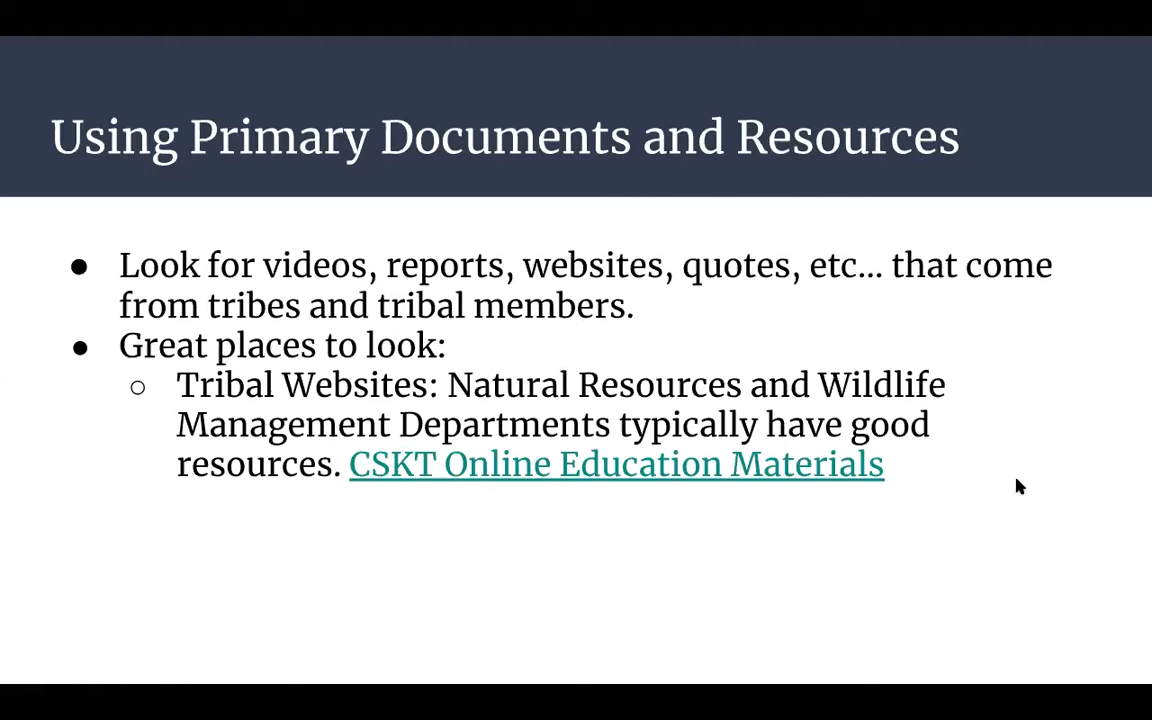 Using Primary Documents and Resources
● Look for videos, reports, websites, quotes, etc... that come
from tribes and tribal members.
● Great places to look:
○ Tribal Websites: Natural Resources and Wildlife
Management Departments typically have good
resources. CSKT Online Education Materials